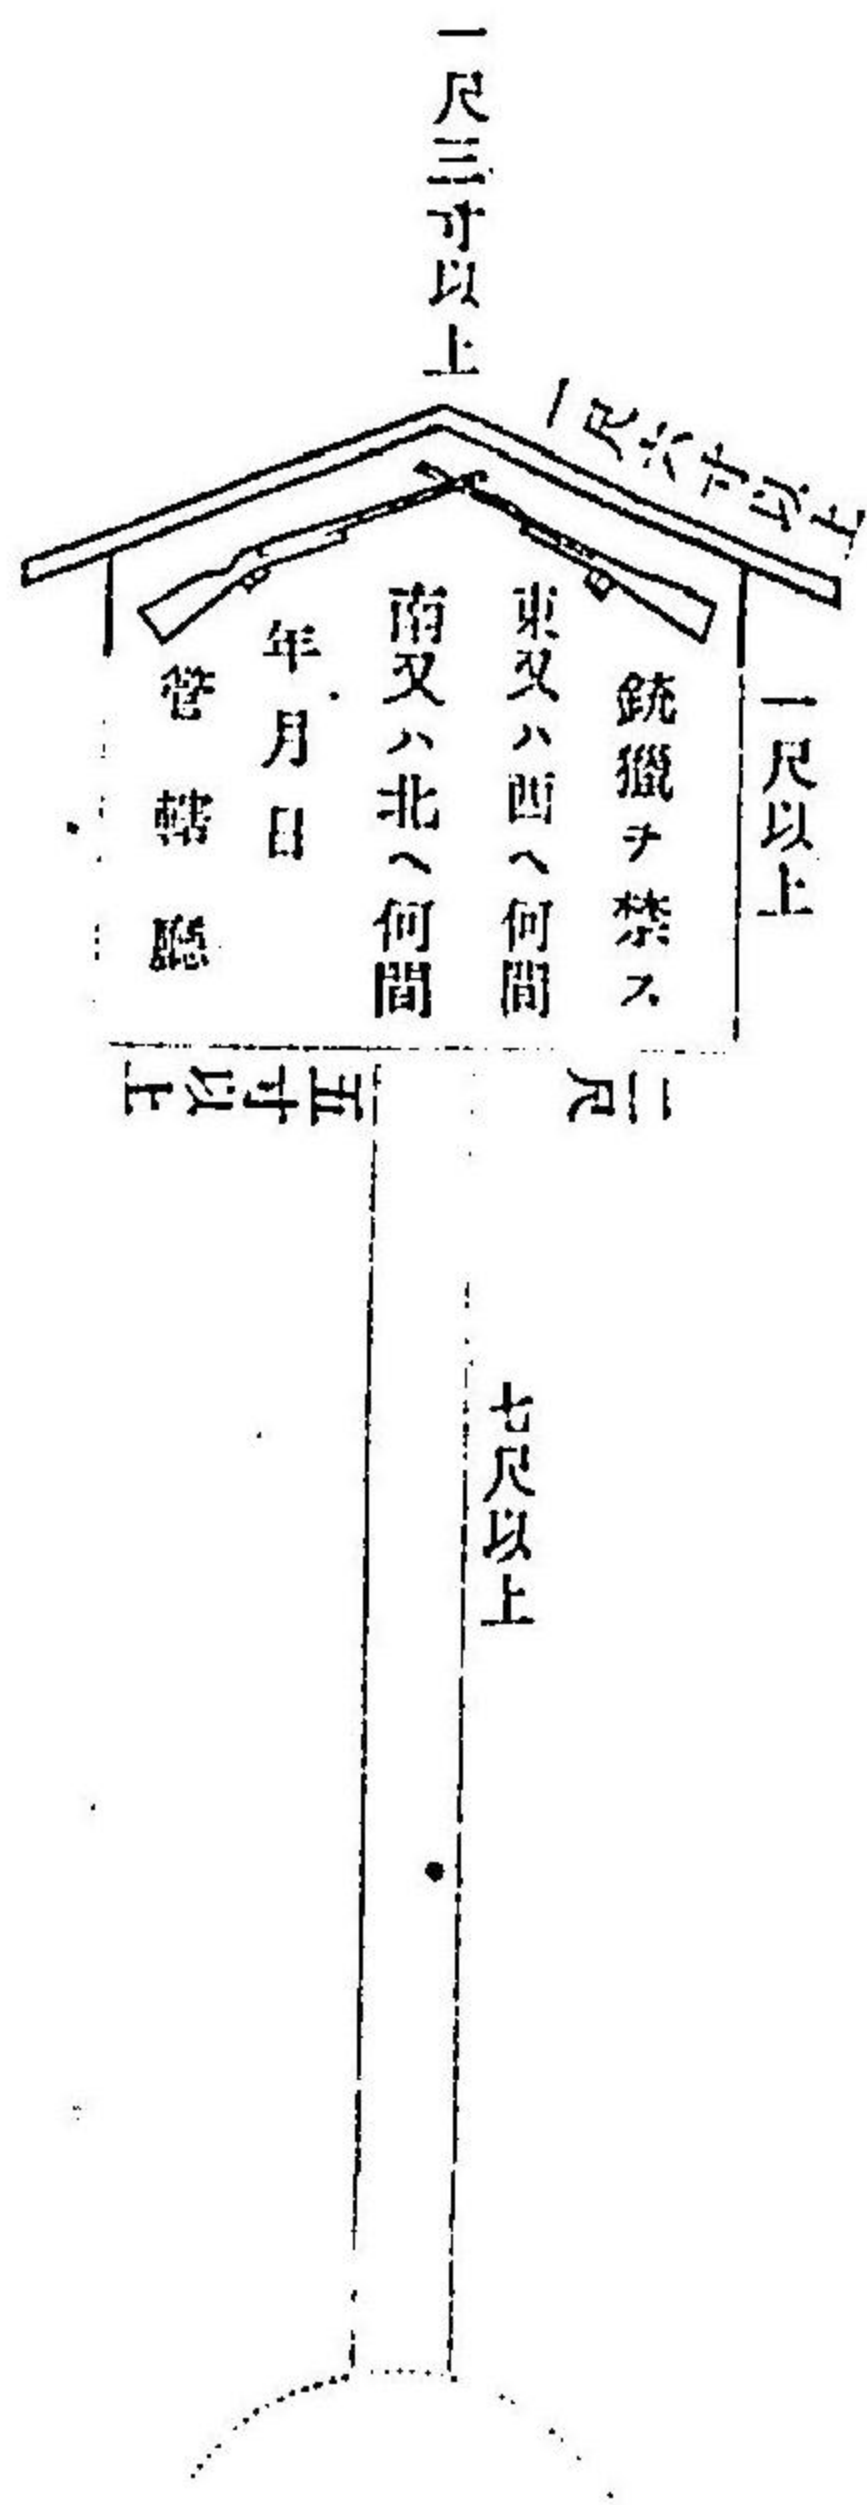 一尺三寸以上
一尺六寸以上
一尺以上
銃獵ヲ禁ス
東又ハ西ヘ何間
南又ハ北ヘ何間
年月日
管轄廳
二尺五寸以上
七尺以上